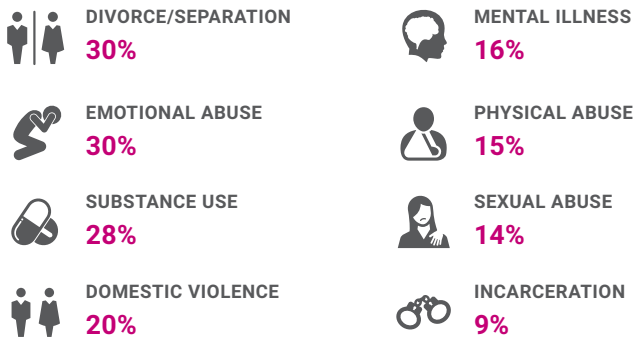 DIVORCE/SEPARATION
30%
EMOTIONAL ABUSE
30%
SUBSTANCE USE
28%
DOMESTIC VIOLENCE
20%
MENTAL ILLNESS
16%
PHYSICAL ABUSE
15%
SEXUAL ABUSE
14%
INCARCERATION
9%